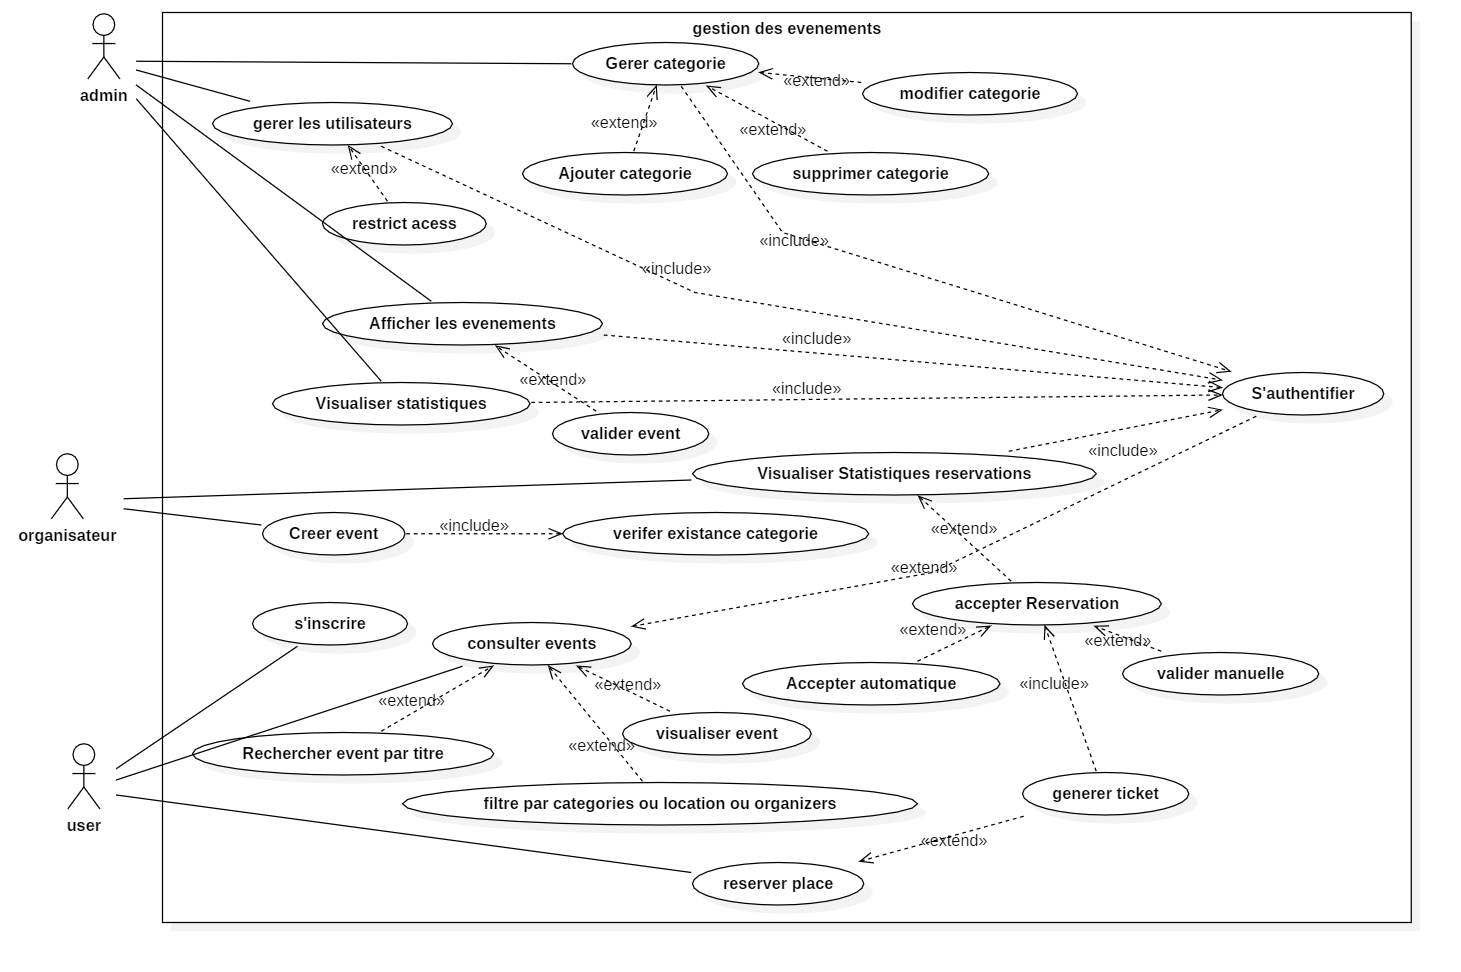 gestion des evenements
admin
Gerer categorie
«extend»
modifier categorie
gerer les utilisateurs
«extend»
«extend»
«extend»
Ajouter categorie
supprimer categorie
restrict acess
«include»
«include»
Afficher les evenements
«include»
«extend»
«include»
S'authentifier
Visualiser statistiques
valider event
«include»
Visualiser Statistiques reservations
organisateur
Creer event
«include»
verifer existance categorie
«extend»
«extend»
accepter Reservation
s'inscrire
consulter events
«extend»
«extend»
Accepter automatique
«include»
valider manuelle
«extend»
«extend»
Rechercher event par titre
«extend»
visualiser event
filtre par categories ou location ou organizers
generer ticket
user
«extend»
reserver place